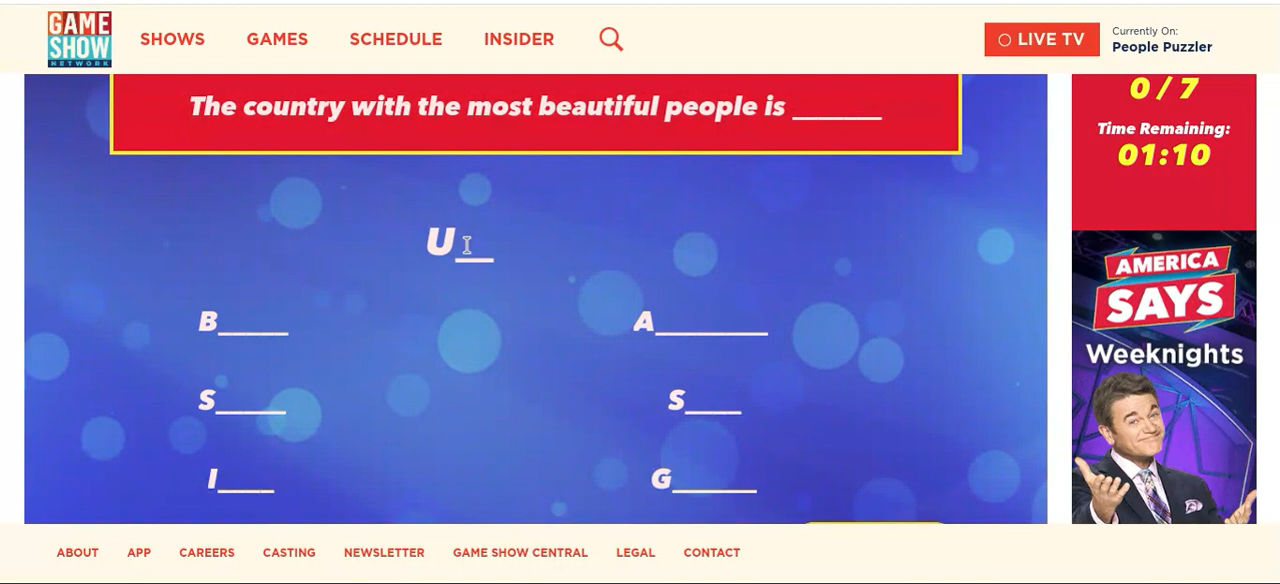 GAME
SHOW
NETWORK
SHOWS
GAMES
SCHEDULE
INSIDER
LIVE TV
Currently On:
People Puzzler
The country with the most beautiful people is ______
0 / 7
Time Remaining:
01:10
U__
B_____
A________
S_____
S____
I____
G______
AMERICA
SAYS
Weeknights
ABOUT
APP
CAREERS
CASTING
NEWSLETTER
GAME SHOW CENTRAL
LEGAL
CONTACT